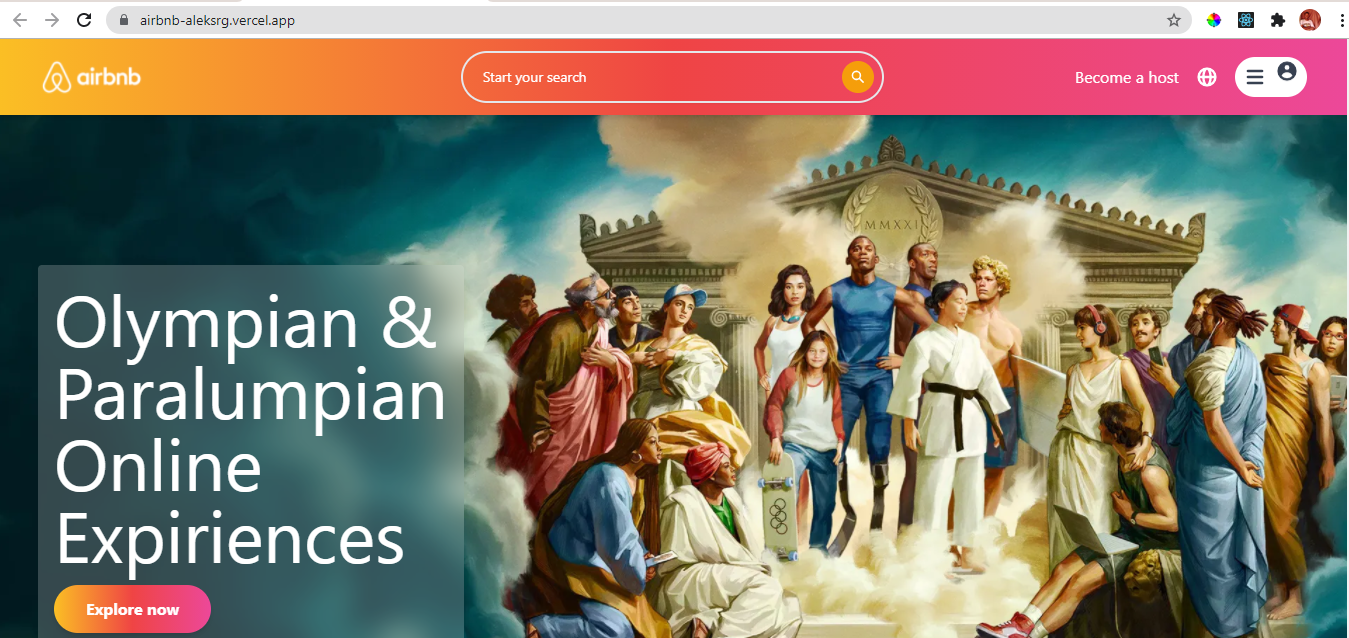 airbnb-aleksrg.vercel.app
airbnb
Start your search
Become a host
MMXXI
Olympian &
Paralumpian
Online
Expiriences
Explore now